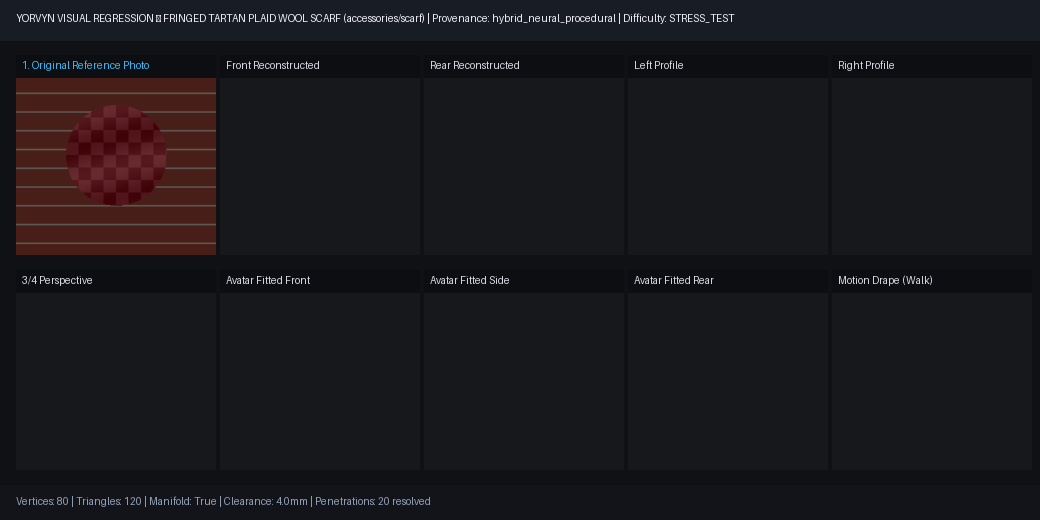 YORVYN VISUAL REGRESSION ▯ FRINGED TARTAN PLAID WOOL SCARF (accessories/scarf) | Provenance: hybrid_neural_procedural | Difficulty: STRESS_TEST
1. Original Reference Photo
Front Reconstructed
Rear Reconstructed
Left Profile
Right Profile
3/4 Perspective
Avatar Fitted Front
Avatar Fitted Side
Avatar Fitted Rear
Motion Drape (Walk)
Vertices: 80 | Triangles: 120 | Manifold: True | Clearance: 4.0mm | Penetrations: 20 resolved